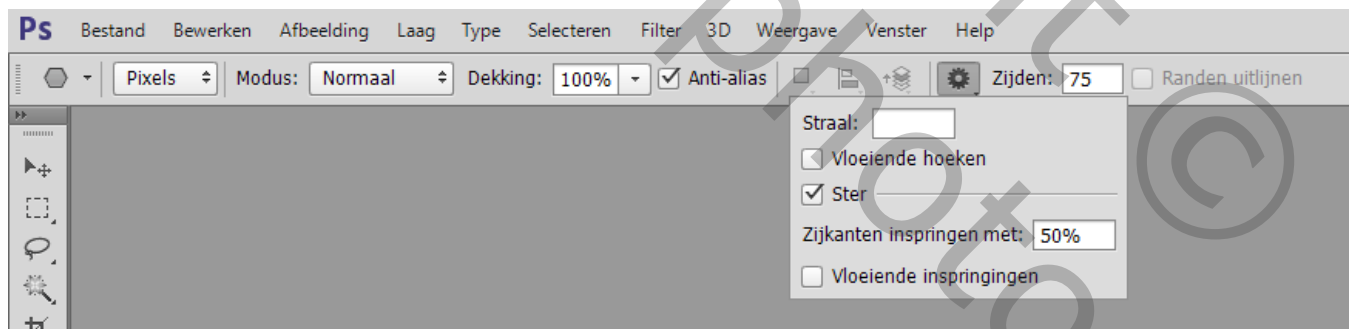 Ps Bestand Bewerken Afbeelding Laag Type Selecteren Filter 3D Weergave Venster Help
Pixels Modus: Normaal Dekking: 100% Anti-alias Zijden: 75 Randen uitlijnen
Straal:
Vloeiende hoeken
Ster
Zijkanten inspringen met: 50%
Vloeiende inspringingen
Photo
©